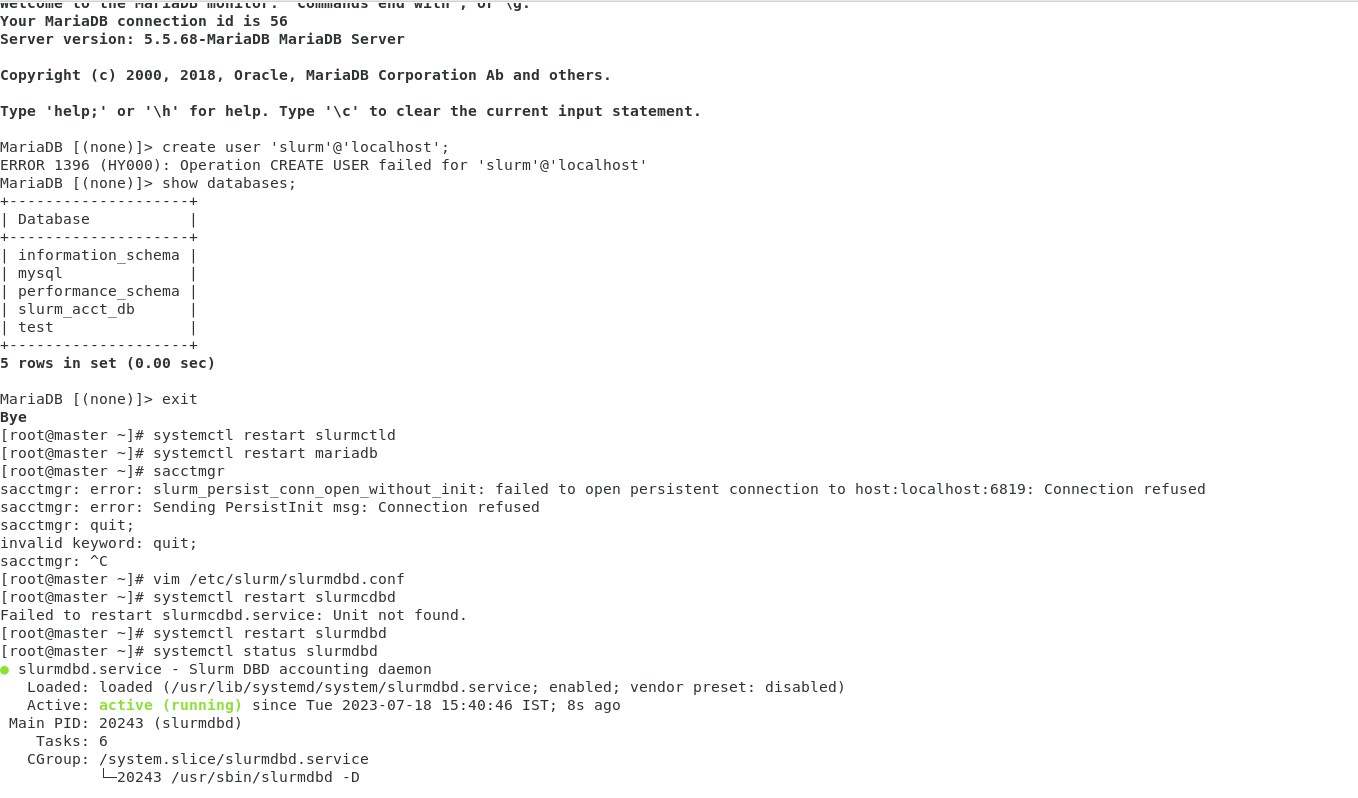 Welcome to the MariaDB monitor.  Commands end with ; or \g.
Your MariaDB connection id is 56
Server version: 5.5.68-MariaDB MariaDB Server

Copyright (c) 2000, 2018, Oracle, MariaDB Corporation Ab and others.

Type 'help;' or '\h' for help. Type '\c' to clear the current input statement.

MariaDB [(none)]> create user 'slurm'@'localhost';
ERROR 1396 (HY000): Operation CREATE USER failed for 'slurm'@'localhost'
MariaDB [(none)]> show databases;
+--------------------+
| Database           |
+--------------------+
| information_schema |
| mysql              |
| performance_schema |
| slurm_acct_db      |
| test               |
+--------------------+
5 rows in set (0.00 sec)

MariaDB [(none)]> exit
Bye
[root@master ~]# systemctl restart slurmctld
[root@master ~]# systemctl restart mariadb
[root@master ~]# sacctmgr
sacctmgr: error: slurm_persist_conn_open_without_init: failed to open persistent connection to host:localhost:6819: Connection refused
sacctmgr: error: Sending PersistInit msg: Connection refused
sacctmgr: quit;
invalid keyword: quit;
sacctmgr: ^C
[root@master ~]# vim /etc/slurm/slurmdbd.conf
[root@master ~]# systemctl restart slurmcdbd
Failed to restart slurmcdbd.service: Unit not found.
[root@master ~]# systemctl restart slurmdbd
[root@master ~]# systemctl status slurmdbd
● slurmdbd.service - Slurm DBD accounting daemon
   Loaded: loaded (/usr/lib/systemd/system/slurmdbd.service; enabled; vendor preset: disabled)
   Active: active (running) since Tue 2023-07-18 15:40:46 IST; 8s ago
 Main PID: 20243 (slurmdbd)
    Tasks: 6
   CGroup: /system.slice/slurmdbd.service
           └─20243 /usr/sbin/slurmdbd -D